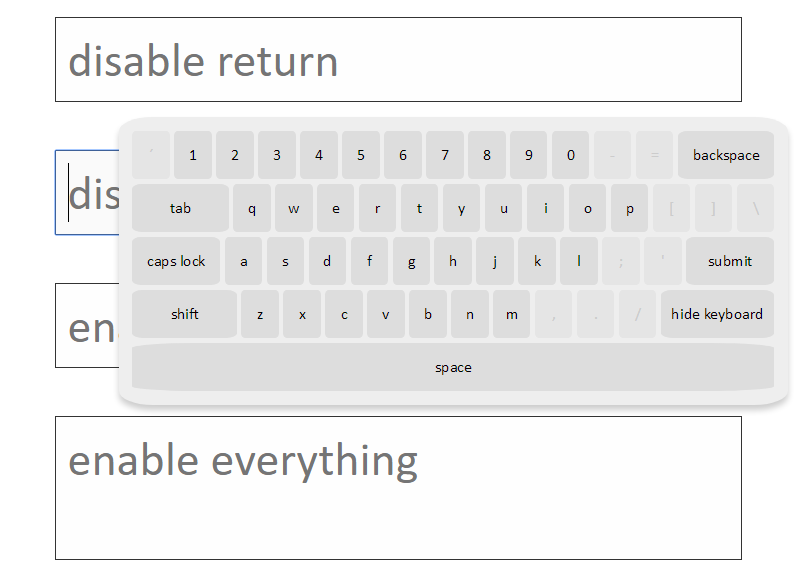 disable return
dis
en
` 1 2 3 4 5 6 7 8 9 0 - = backspace
tab q w e r t y u i o p [ ] \
caps lock a s d f g h j k l ; ' submit
shift z x c v b n m , . / hide keyboard
space
enable everything